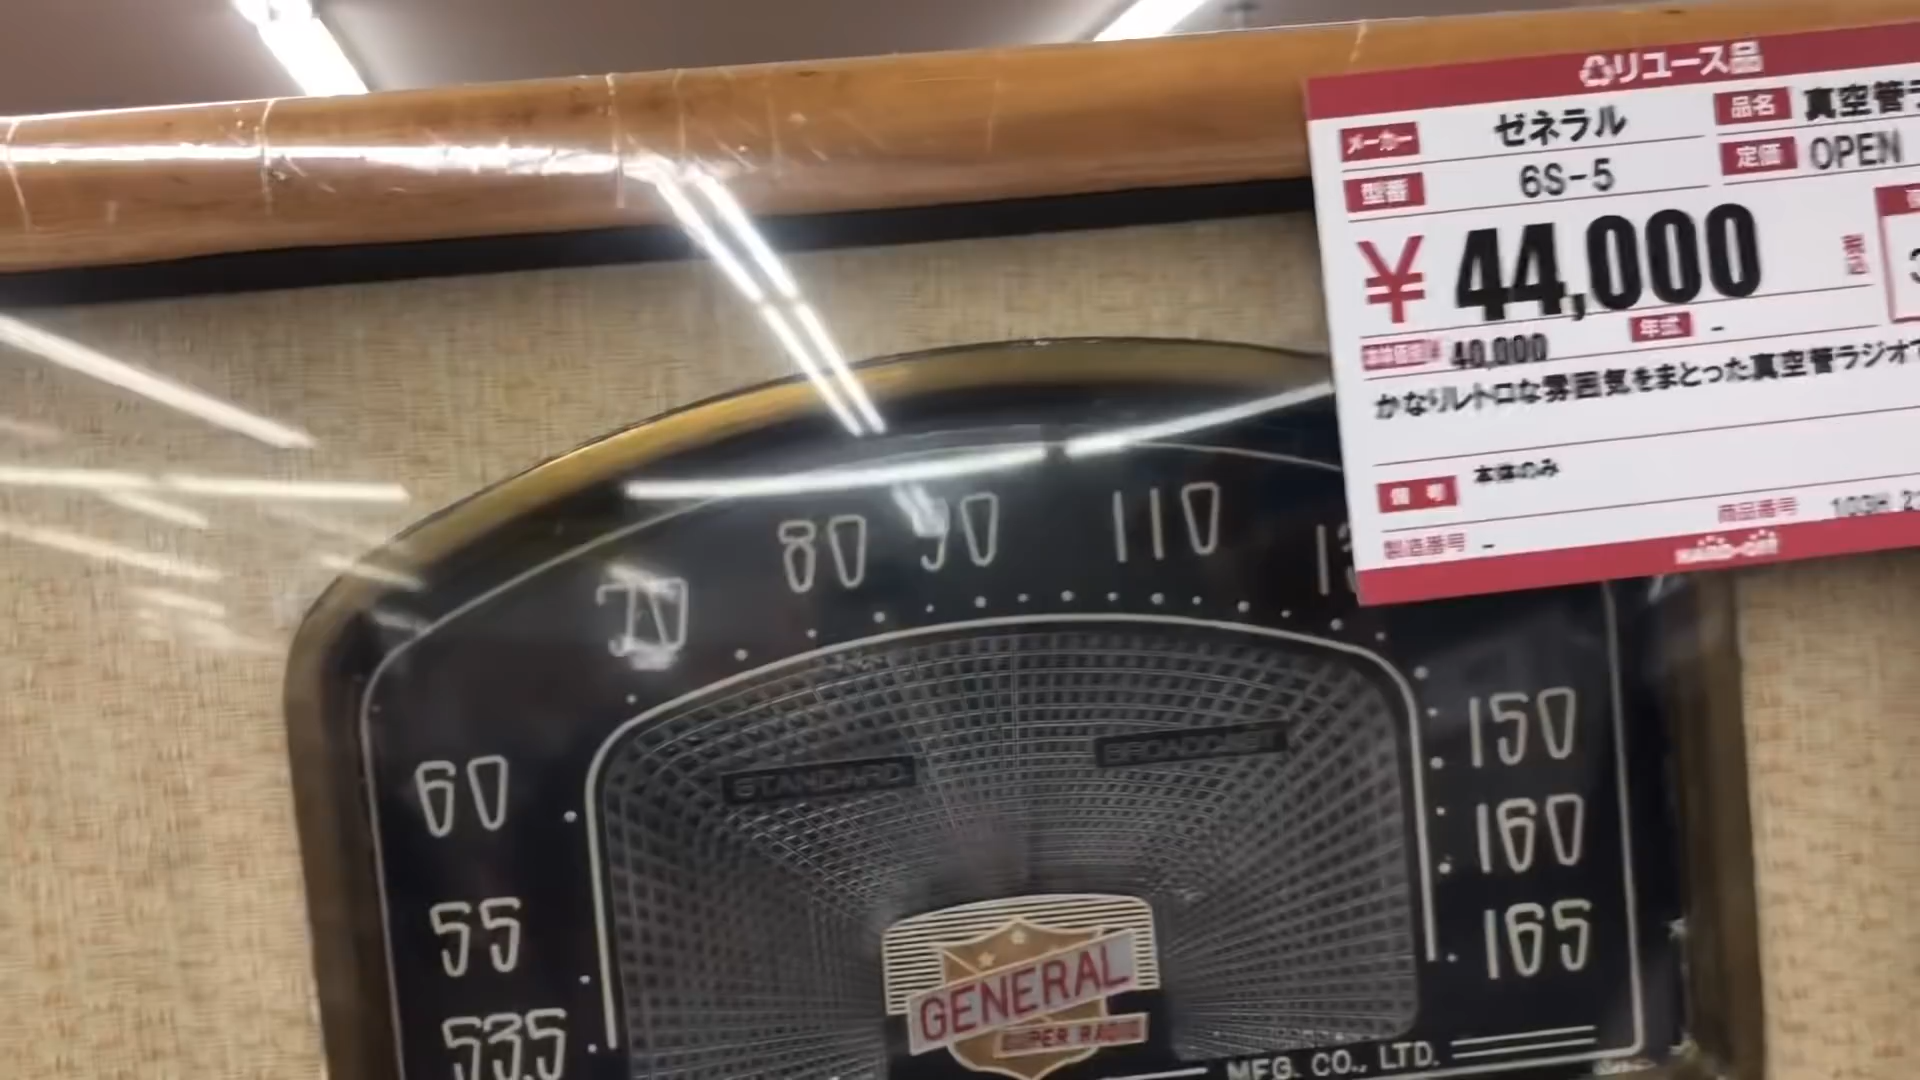 リユース品
メーカー ゼネラル 品名 真空管
型番 6S-5 定価 OPEN
¥ 44,000 税込
40,000 年式 -
かなりレトロな雰囲気をまとった真空管ラジオ
備考 本体のみ
商品番号
製造番号 -
HARD-OFF
80 90 110
70
60
55
53.5
150
160
165
STANDARD BROADCAST
GENERAL
SUPER RADIO
MFG. CO., LTD.